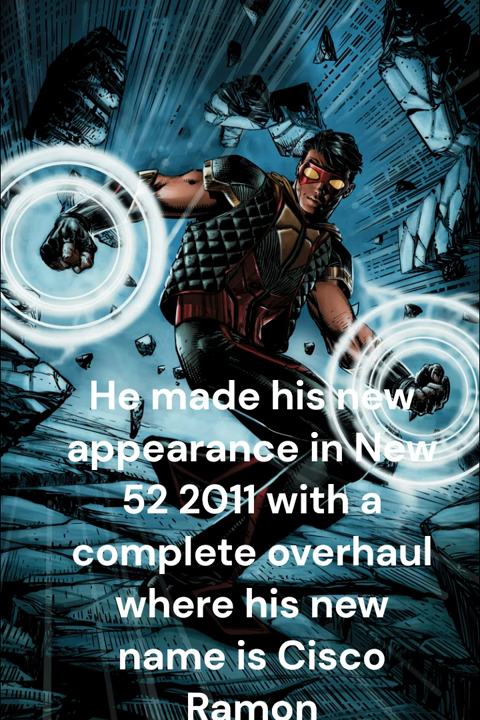 He made his new
appearance in New
52 2011 with a
complete overhaul
where his new
name is Cisco
Ramon